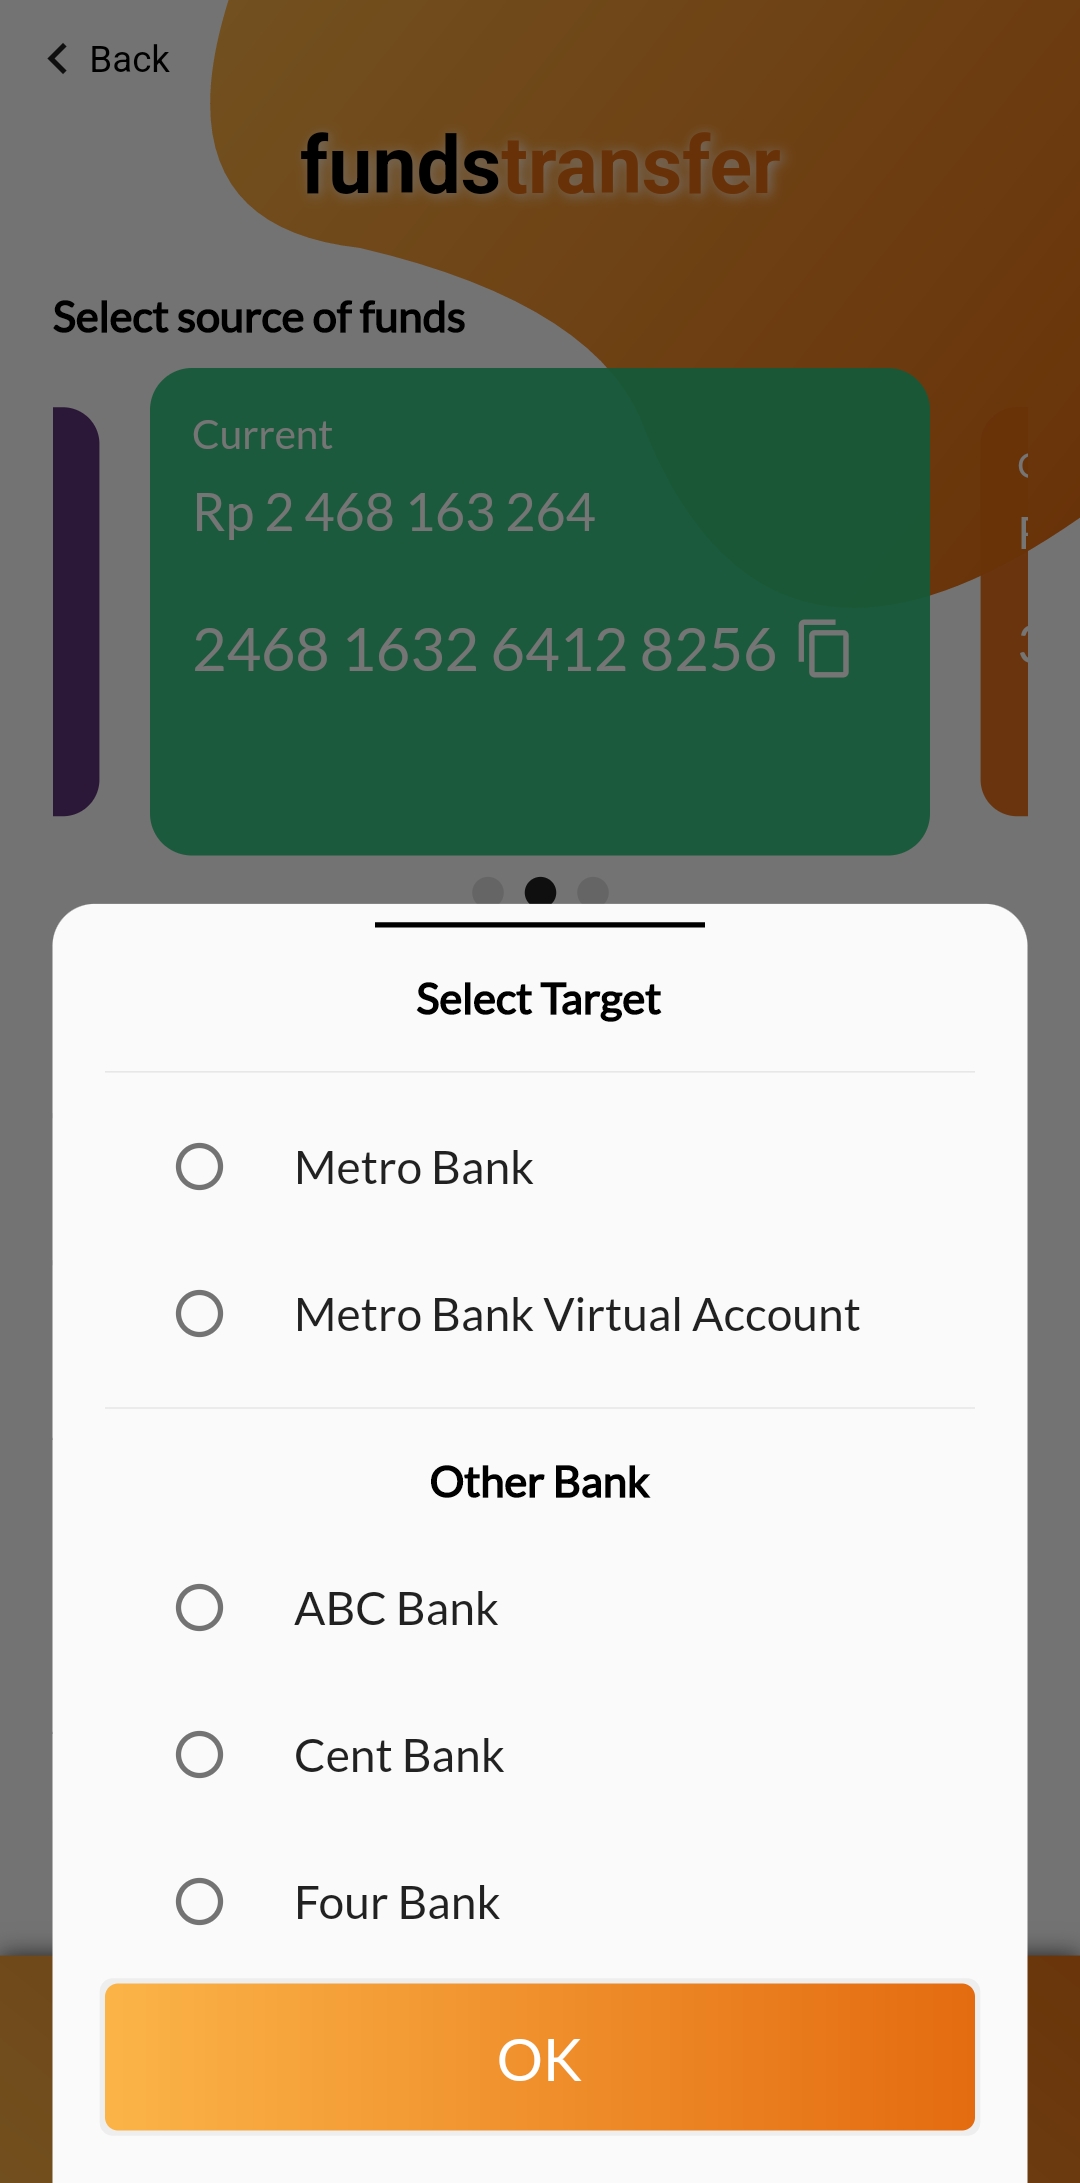 Back
fundstransfer
Select source of funds
Current
Rp 2 468 163 264
2468 1632 6412 8256
Select Target
Metro Bank
Metro Bank Virtual Account
Other Bank
ABC Bank
Cent Bank
Four Bank
OK